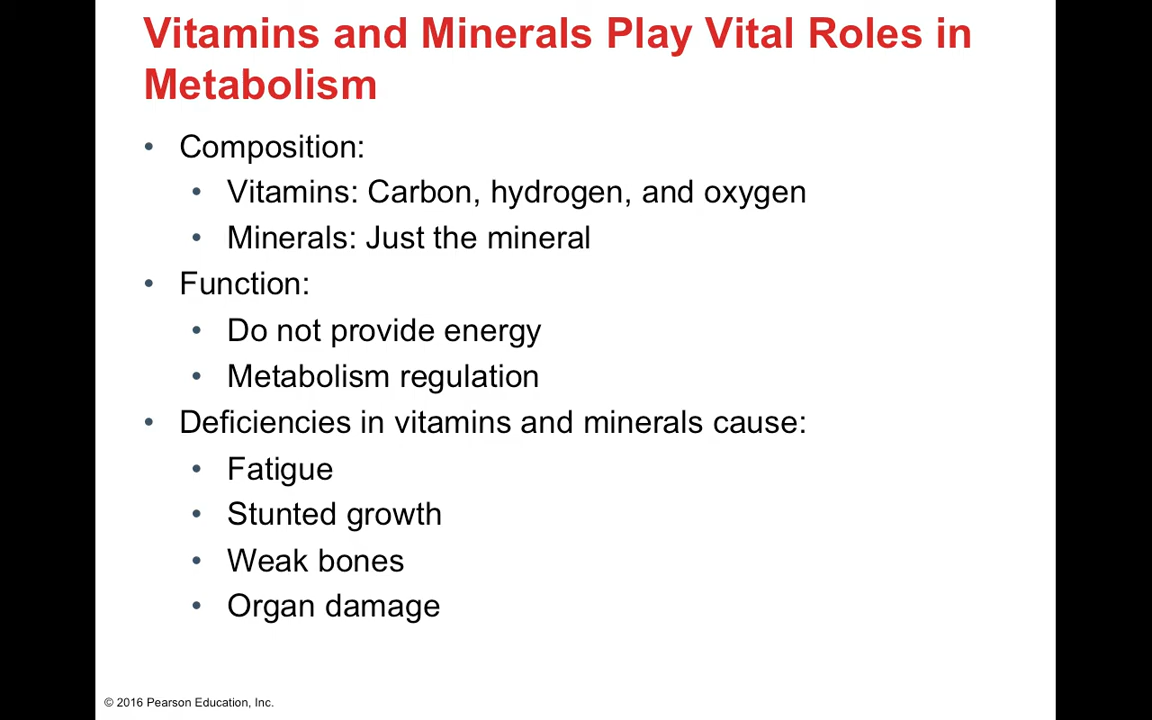 Vitamins and Minerals Play Vital Roles in
Metabolism
• Composition:
• Vitamins: Carbon, hydrogen, and oxygen
• Minerals: Just the mineral
• Function:
• Do not provide energy
• Metabolism regulation
• Deficiencies in vitamins and minerals cause:
• Fatigue
• Stunted growth
• Weak bones
• Organ damage
© 2016 Pearson Education, Inc.